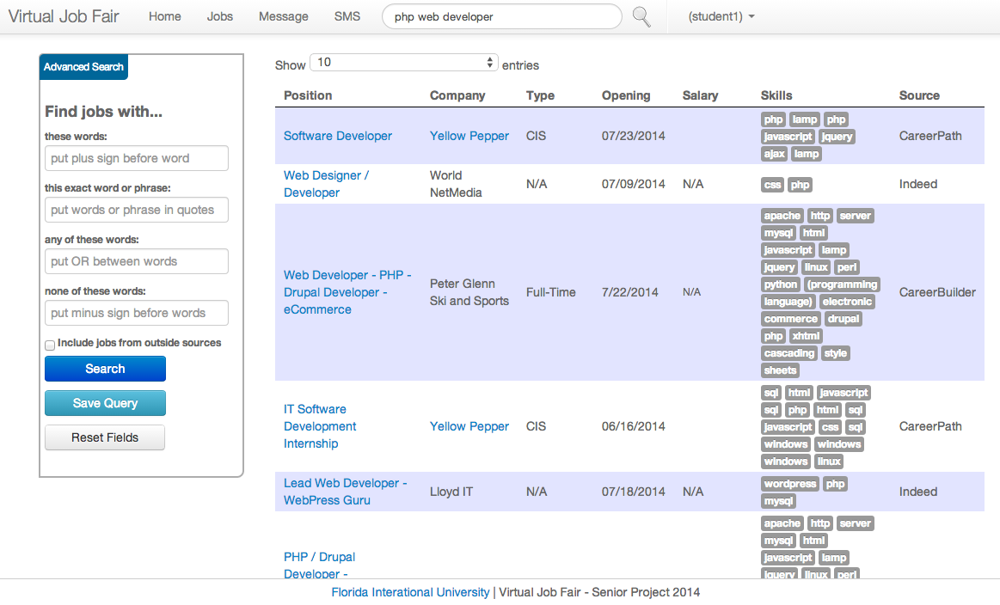 Virtual Job Fair Home Jobs Message SMS php web developer (student1)
Advanced Search
Find jobs with...
these words:
put plus sign before word
this exact word or phrase:
put words or phrase in quotes
any of these words:
put OR between words
none of these words:
put minus sign before words
Include jobs from outside sources
Search
Save Query
Reset Fields
Show 10 entries
Position Company Type Opening Salary Skills Source
Software Developer Yellow Pepper CIS 07/23/2014 php lamp php
javascript jquery
ajax lamp
CareerPath
Web Designer /
Developer
World
NetMedia
N/A 07/09/2014 N/A css php Indeed
Web Developer - PHP -
Drupal Developer -
eCommerce
Peter Glenn
Ski and Sports
Full-Time 7/22/2014 N/A
apache http server
mysql html
javascript lamp
jquery linux perl
python (programming
language) electronic
commerce drupal
php xhtml
cascading style
sheets
CareerBuilder
IT Software
Development
Internship
Yellow Pepper CIS 06/16/2014
sql html javascript
sql php html sql
javascript css sql
windows windows
windows linux
CareerPath
Lead Web Developer -
WebPress Guru
Lloyd IT N/A 07/18/2014 N/A
wordpress php
mysql
Indeed
PHP / Drupal
Developer -
apache http server
mysql html
javascript lamp
jquery linux perl
Florida Interational University | Virtual Job Fair - Senior Project 2014